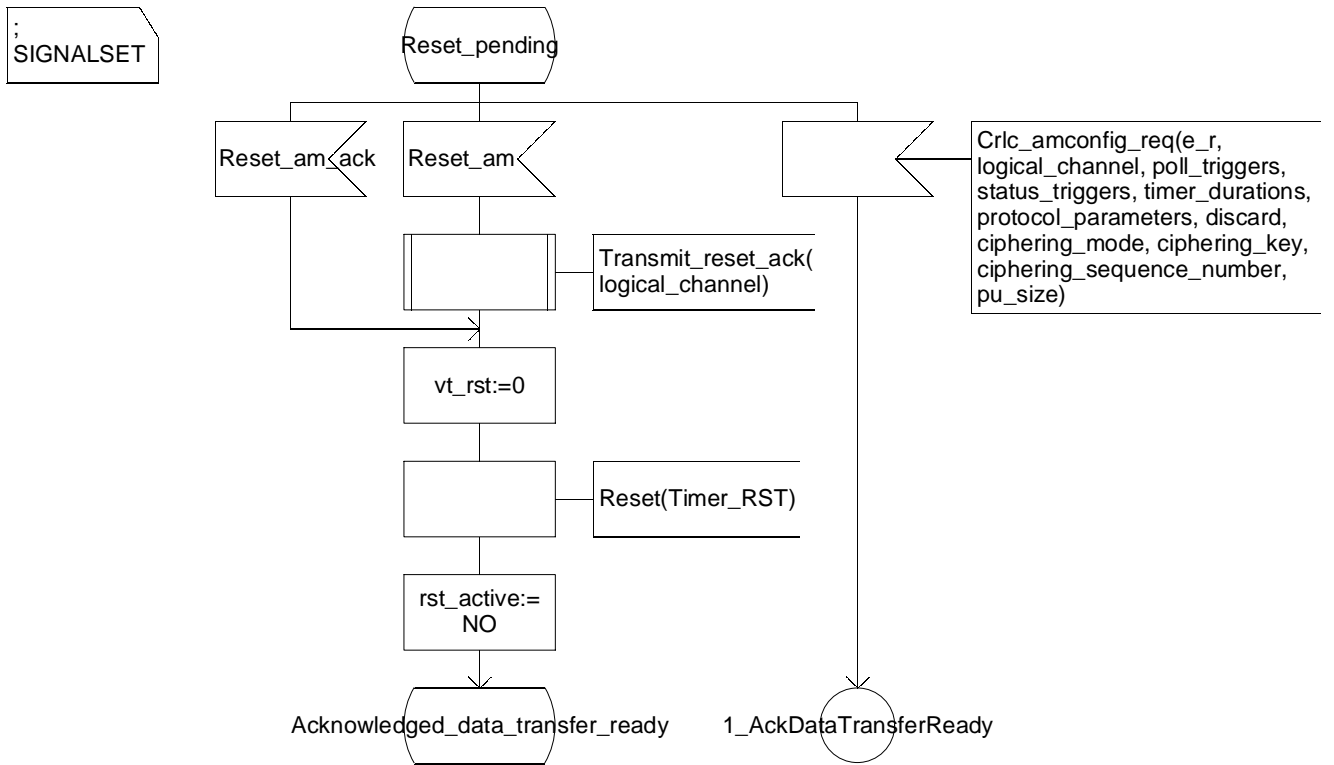 ;
SIGNALSET
Reset_pending
Reset_am_ack
Reset_am
Crlc_amconfig_req(e_r,
logical_channel, poll_triggers,
status_triggers, timer_durations,
protocol_parameters, discard,
ciphering_mode, ciphering_key,
ciphering_sequence_number,
pu_size)
Transmit_reset_ack(
logical_channel)
vt_rst:=0
Reset(Timer_RST)
rst_active:=
NO
Acknowledged_data_transfer_ready
1_AckDataTransferReady